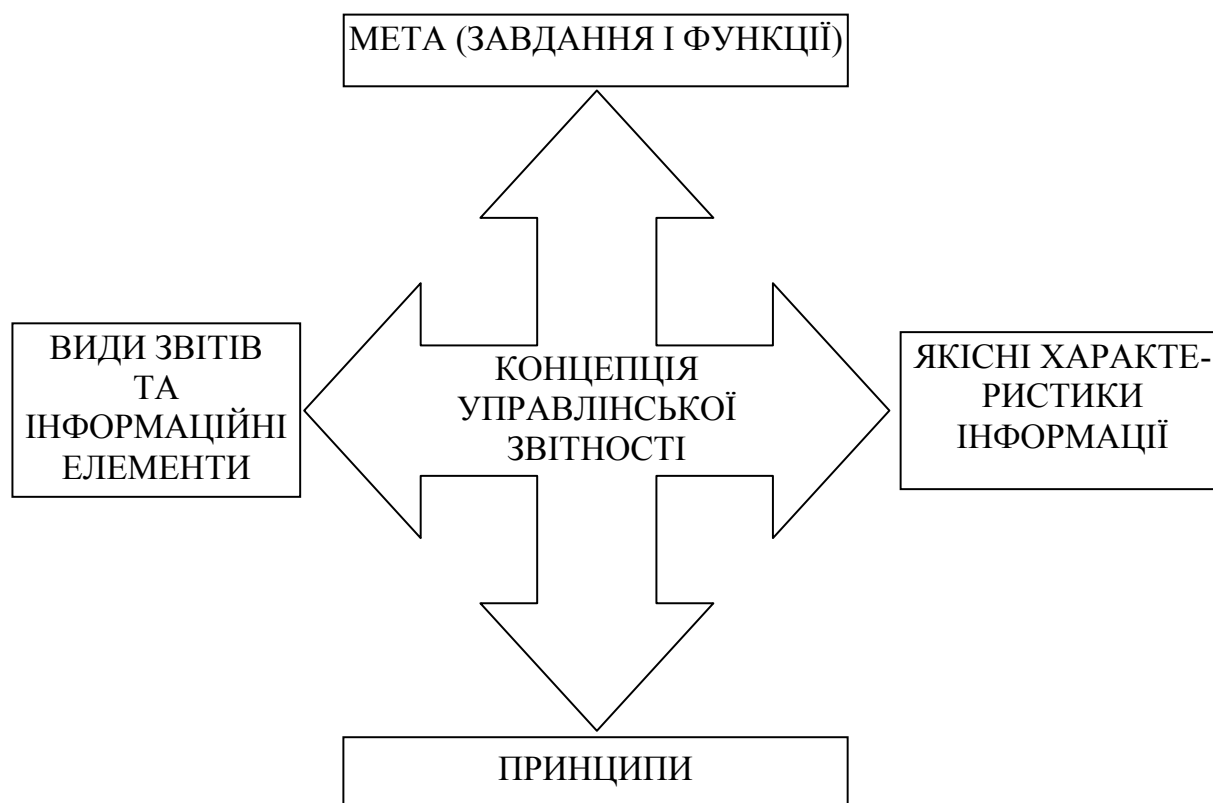 МЕТА (ЗАВДАННЯ І ФУНКЦІЇ)
ВИДИ ЗВІТІВ
ТА
ІНФОРМАЦІЙНІ
ЕЛЕМЕНТИ
КОНЦЕПЦІЯ
УПРАВЛІНСЬКОЇ
ЗВІТНОСТІ
ЯКІСНІ ХАРАКТЕ-
РИСТИКИ
ІНФОРМАЦІЇ
ПРИНЦИПИ